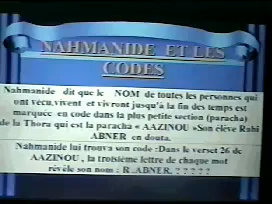 NAHMANIDE ET LES
CODES
Nahmanide dit que le NOM de toutes les personnes qui
ont vécu,vivent et vivront jusqu'à la fin des temps est
marquée en code dans la plus petite section (paracha)
de la Thora qui est la paracha « AAZINOU »Son élève Rabi
ABNER en douta.
Nahmanide lui trouva son code :Dans le verset 26 de
AAZINOU , la troisième lettre de chaque mot
révèle son nom : R .ABNER. ? ? ? ? ?